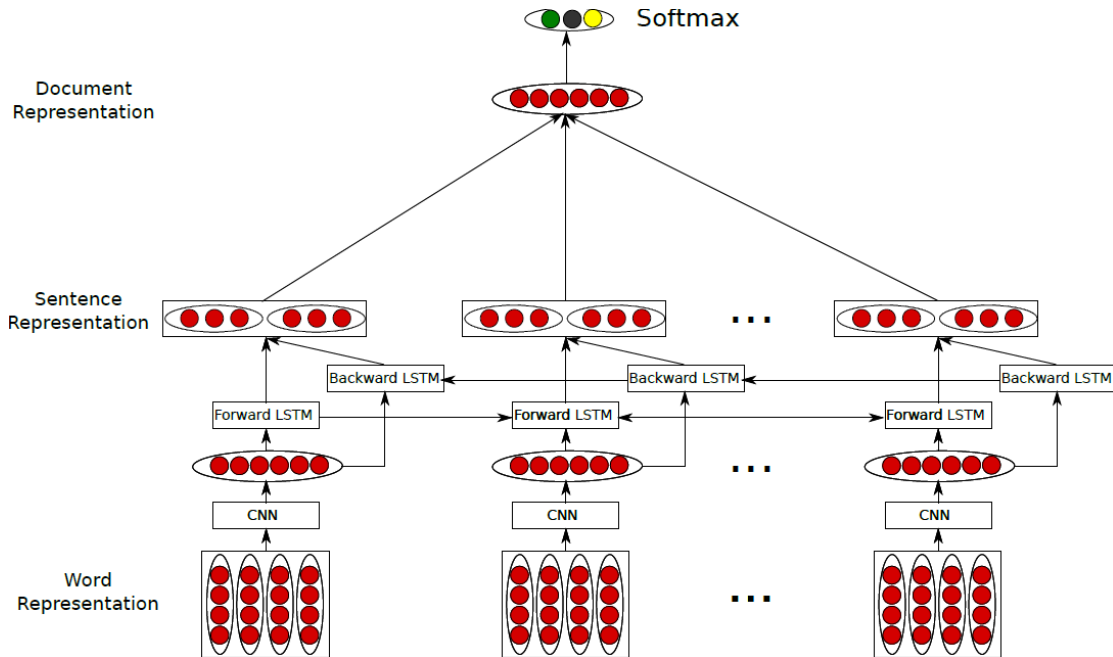 Softmax
Document
Representation
Sentence
Representation
...
Backward LSTM
Backward LSTM
Backward LSTM
Forward LSTM
Forward LSTM
Forward LSTM
...
CNN
CNN
CNN
Word
Representation
...